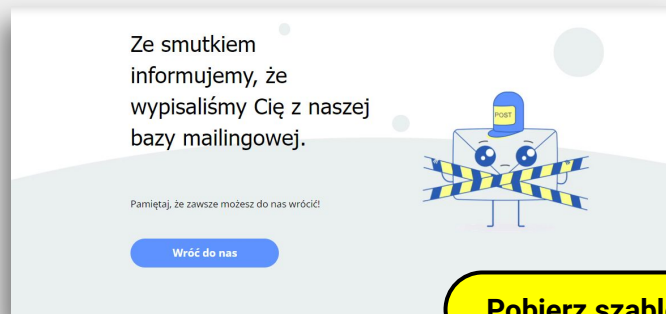 Ze smutkiem
informujemy, że
wypisaliśmy Cię z naszej
bazy mailingowej.
POST
Pamiętaj, że zawsze możesz do nas wrócić!
Wróć do nas
Pobierz